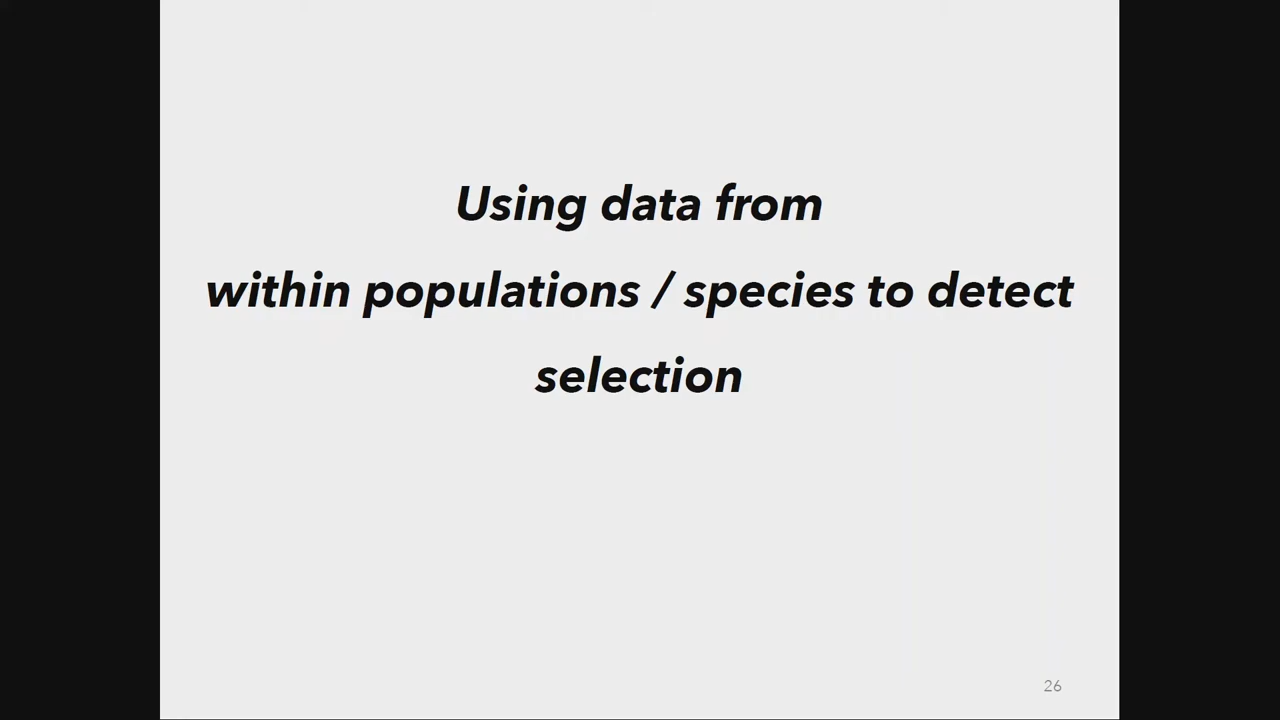 Using data from
within populations / species to detect
selection
26